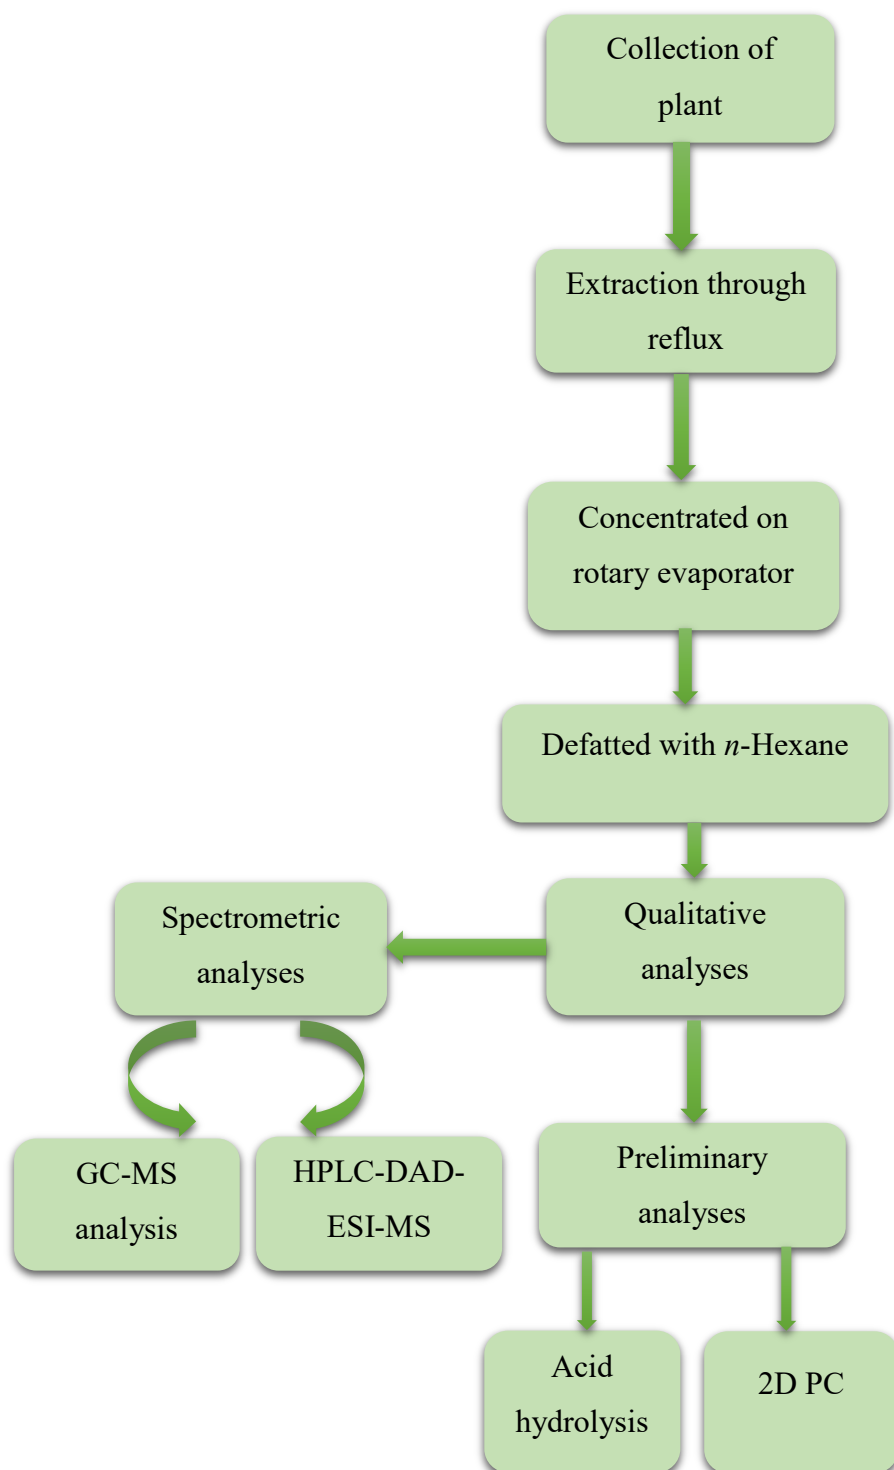 Collection of
plant
Extraction through
reflux
Concentrated on
rotary evaporator
Defatted with n-Hexane
Qualitative
analyses
Spectrometric
analyses
GC-MS
analysis
HPLC-DAD-
ESI-MS
Preliminary
analyses
Acid
hydrolysis
2D PC